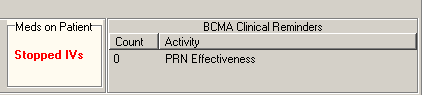 Meds on Patient
Stopped IVs
BCMA Clinical Reminders
Count Activity
0 PRN Effectiveness